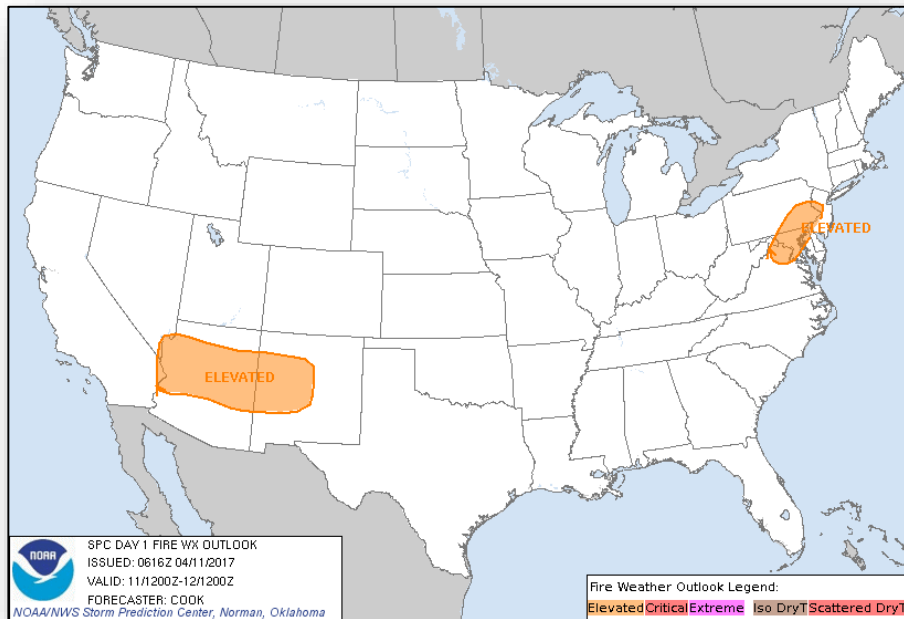 ELEVATED
ELEVATED
NOAA
SPC DAY 1 FIRE WX OUTLOOK
ISSUED: 0616Z 04/11/2017
VALID: 11/1200Z-12/1200Z
FORECASTER: COOK
NOAA/NWS Storm Prediction Center, Norman, Oklahoma
Fire Weather Outlook Legend:
Elevated Critical Extreme Iso DryT Scattered DryT